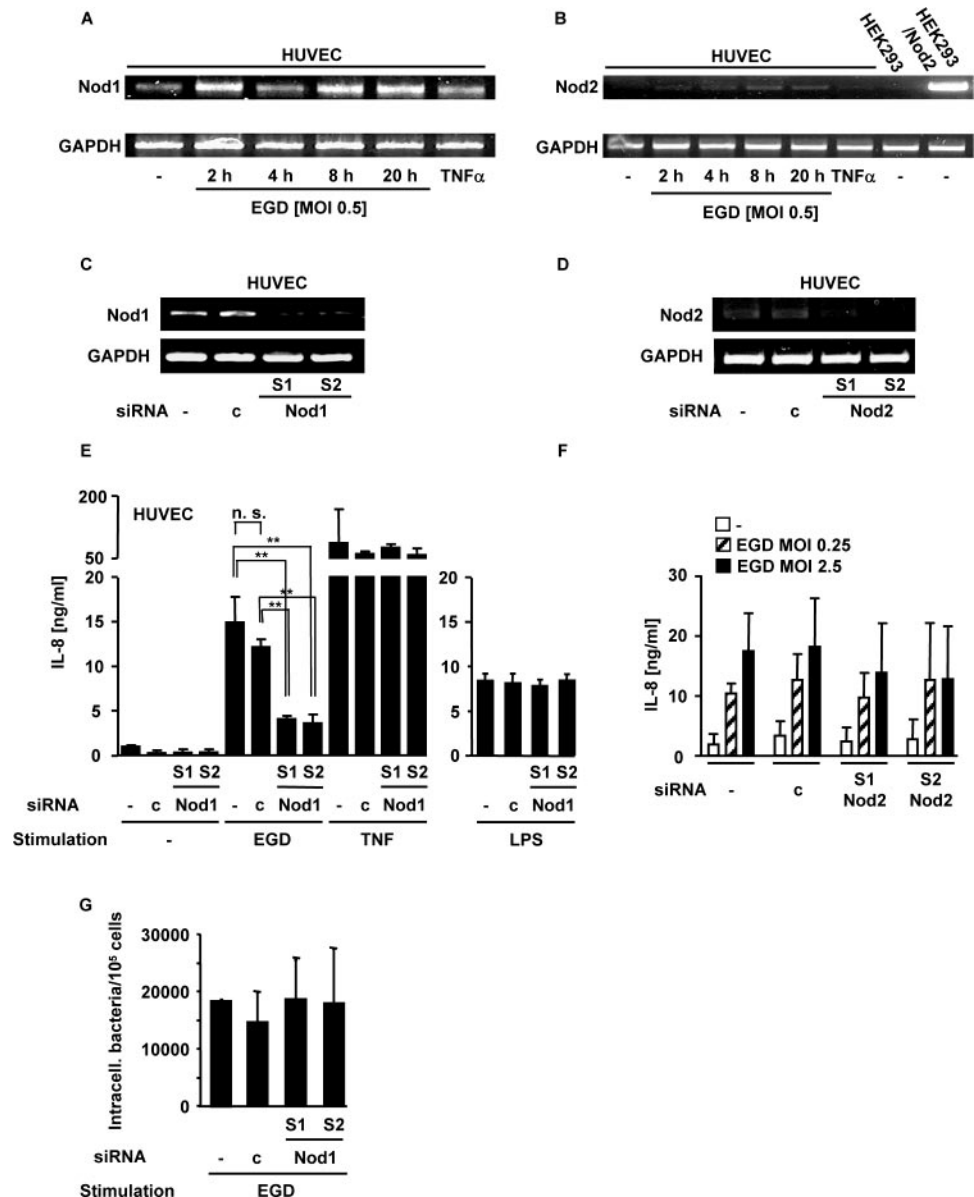 A
HUVEC
Nod1
GAPDH
- 2 h 4 h 8 h 20 h TNFα
EGD [MOI 0.5]
B
HUVEC
HEK293
HEK293
/Nod2
Nod2
GAPDH
- 2 h 4 h 8 h 20 h TNFα - -
EGD [MOI 0.5]
C
HUVEC
Nod1
GAPDH
S1 S2
siRNA - c Nod1
D
HUVEC
Nod2
GAPDH
S1 S2
siRNA - c Nod2
E
HUVEC
n. s.
**
**
**
**
IL-8 [ng/ml]
200
50
20
15
10
5
0
20
15
10
5
0
S1 S2 S1 S2 S1 S2 S1 S2
siRNA - c Nod1 - c Nod1 - c Nod1 - c Nod1
Stimulation - EGD TNF LPS
F
-
EGD MOI 0.25
EGD MOI 2.5
IL-8 [ng/ml]
30
20
10
0
siRNA - c S1 S2
Nod2 Nod2
G
Intracell. bacteria/10⁵ cells
30000
20000
10000
0
S1 S2
siRNA - c Nod1
Stimulation EGD